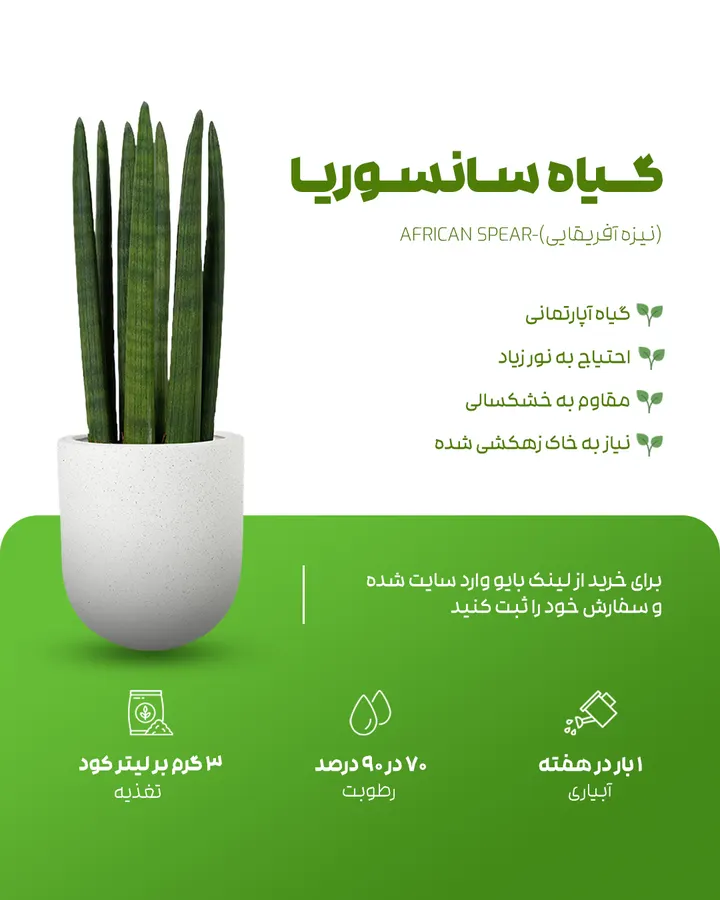 گیاه سانسوریا
(نیزه آفریقایی)-AFRICAN SPEAR
گیاه آپارتمانی
احتیاج به نور زیاد
مقاوم به خشکسالی
نیاز به خاک زهکشی شده
برای خرید از لینک بایو وارد سایت شده
و سفارش خود را ثبت کنید
۱ بار در هفته
آبیاری
۷۰ در ۹۰ درصد
رطوبت
۳ گرم بر لیتر کود
تغذیه